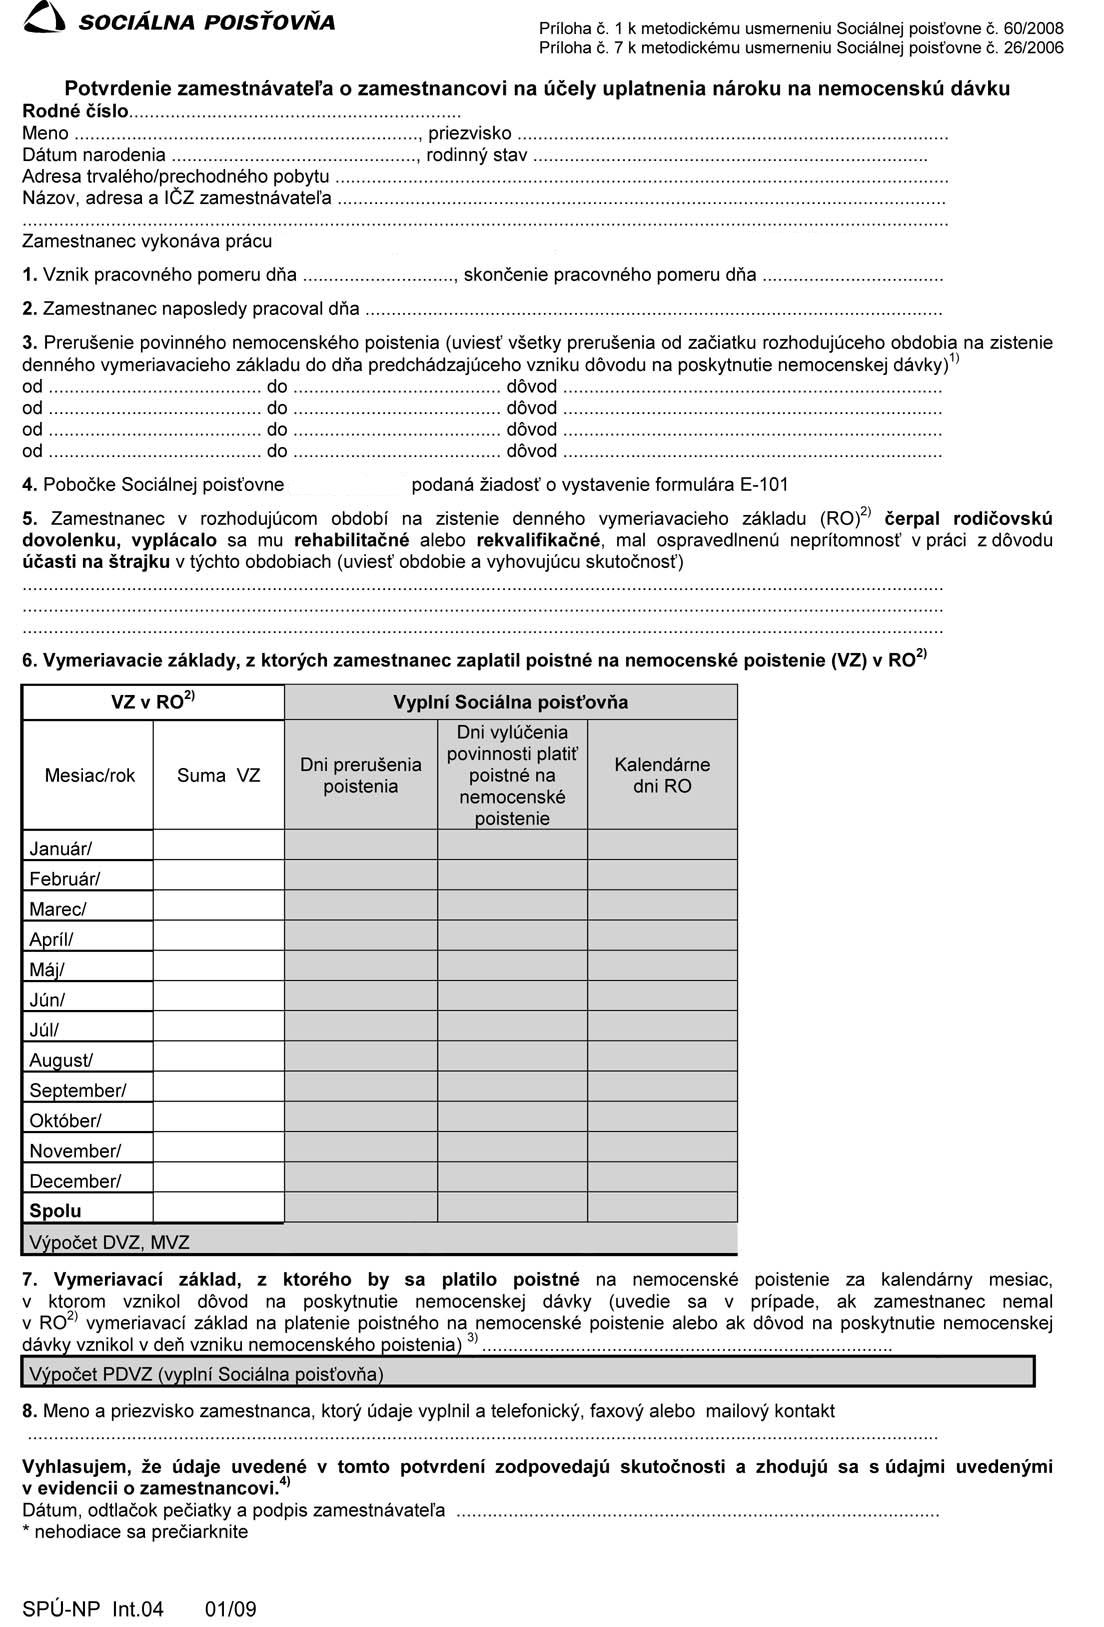 SOCIÁLNA POISŤOVŇA
Príloha č. 1 k metodickému usmerneniu Sociálnej poisťovne č. 60/2008
Príloha č. 7 k metodickému usmerneniu Sociálnej poisťovne č. 26/2006
Potvrdenie zamestnávateľa o zamestnancovi na účely uplatnenia nároku na nemocenskú dávku
Rodné číslo................................................................
Meno .................................................................., priezvisko ...................................................................................
Dátum narodenia ..............................................., rodinný stav ............................................................................
Adresa trvalého/prechodného pobytu ......................................................................................................................
Názov, adresa a IČZ zamestnávateľa .....................................................................................................................
..................................................................................................................................................................................
Zamestnanec vykonáva prácu
1. Vznik pracovného pomeru dňa ............................., skončenie pracovného pomeru dňa ...................................
2. Zamestnanec naposledy pracoval dňa ...............................................................................................................
3. Prerušenie povinného nemocenského poistenia (uviesť všetky prerušenia od začiatku rozhodujúceho obdobia na zistenie
denného vymeriavacieho základu do dňa predchádzajúceho vzniku dôvodu na poskytnutie nemocenskej dávky)1)
od ......................................... do ........................................ dôvod .........................................................................
od ......................................... do ........................................ dôvod .........................................................................
od ......................................... do ........................................ dôvod .........................................................................
od ......................................... do ........................................ dôvod .........................................................................
4. Pobočke Sociálnej poisťovne podaná žiadosť o vystavenie formulára E-101
5. Zamestnanec v rozhodujúcom období na zistenie denného vymeriavacieho základu (RO)2) čerpal rodičovskú
dovolenku, vyplácalo sa mu rehabilitačné alebo rekvalifikačné, mal ospravedlnenú neprítomnosť v práci z dôvodu
účasti na štrajku v týchto obdobiach (uviesť obdobie a vyhovujúcu skutočnosť)
.................................................................................................................................................................................
.................................................................................................................................................................................
.................................................................................................................................................................................
6. Vymeriavacie základy, z ktorých zamestnanec zaplatil poistné na nemocenské poistenie (VZ) v RO2)
VZ v RO2) Vyplní Sociálna poisťovňa
Mesiac/rok
Suma VZ
Dni prerušenia
poistenia
Dni vylúčenia
povinnosti platiť
poistné na
nemocenské
poistenie
Kalendárne
dni RO
Január/
Február/
Marec/
Apríl/
Máj/
Jún/
Júl/
August/
September/
Október/
November/
December/
Spolu
Výpočet DVZ, MVZ
7. Vymeriavací základ, z ktorého by sa platilo poistné na nemocenské poistenie za kalendárny mesiac,
v ktorom vznikol dôvod na poskytnutie nemocenskej dávky (uvedie sa v prípade, ak zamestnanec nemal
v RO2) vymeriavací základ na platenie poistného na nemocenské poistenie alebo ak dôvod na poskytnutie nemocenskej
dávky vznikol v deň vzniku nemocenského poistenia) 3) ...............................................................................
Výpočet PDVZ (vyplní Sociálna poisťovňa)
8. Meno a priezvisko zamestnanca, ktorý údaje vyplnil a telefonický, faxový alebo mailový kontakt
...............................................................................................................................................................................
Vyhlasujem, že údaje uvedené v tomto potvrdení zodpovedajú skutočnosti a zhodujú sa s údajmi uvedenými
v evidencii o zamestnancovi.4)
Dátum, odtlačok pečiatky a podpis zamestnávateľa .............................................................................................
* nehodiace sa prečiarknite
SPÚ-NP Int.04 01/09